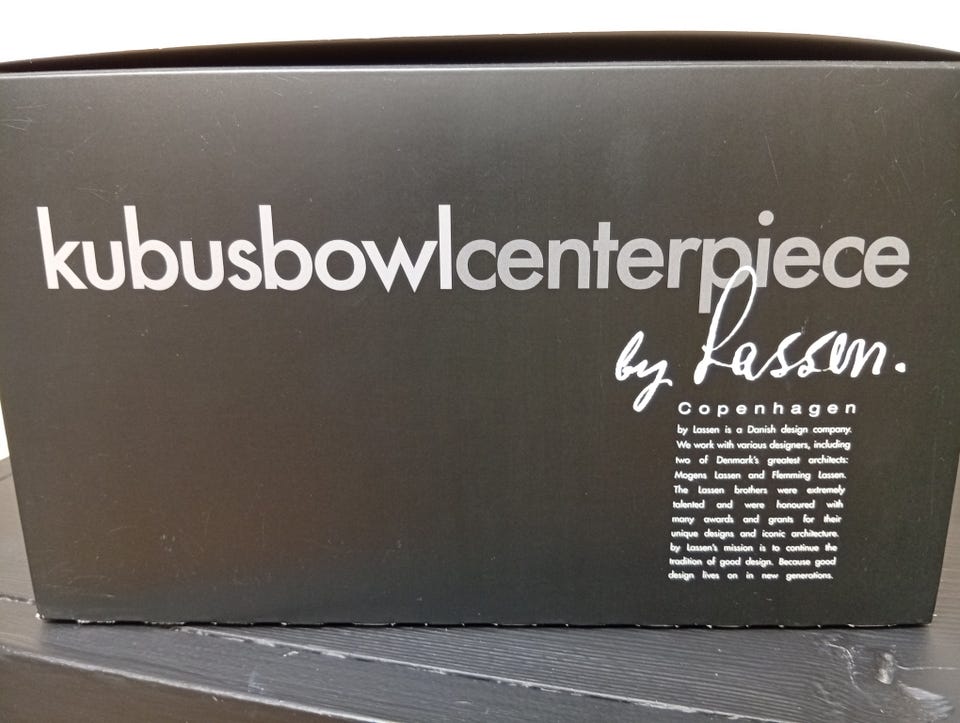 kubusbowlcenterpiece
by Lassen.
Copenhagen
by Lassen is a Danish design company.
We work with various designers, including
two of Denmark's greatest architects:
Mogens Lassen and Flemming Lassen.
The Lassen brothers were extremely
talented and were honoured with
many awards and grants for their
unique designs and iconic architecture.
by Lassen's mission is to continue the
tradition of good design. Because good
design lives on in new generations.